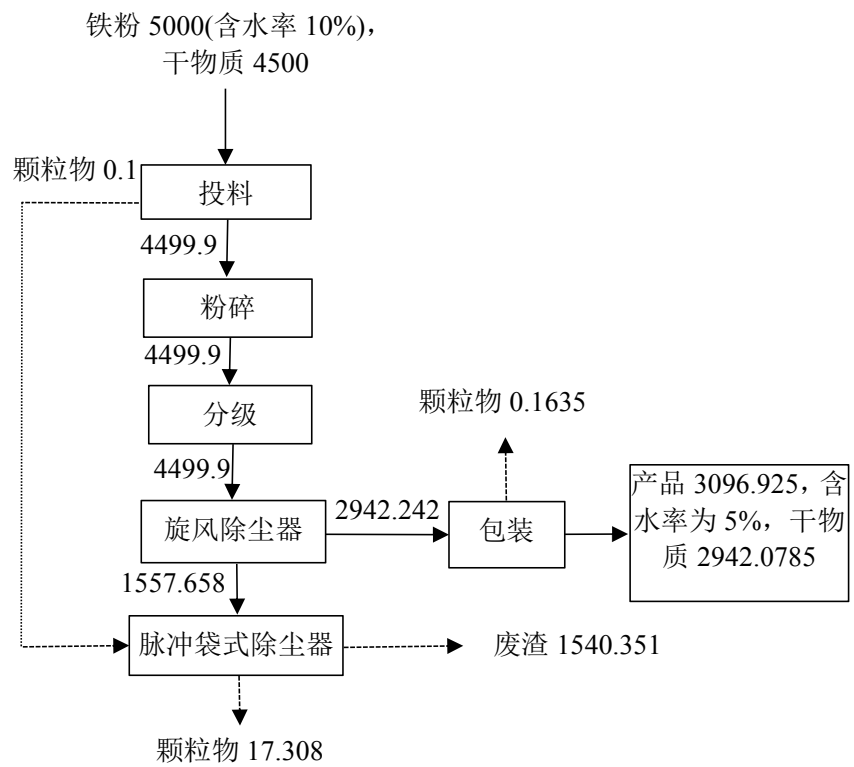 铁粉 5000(含水率 10%)，
干物质 4500
颗粒物 0.1
投料
4499.9
粉碎
4499.9
分级
颗粒物 0.1635
4499.9
旋风除尘器
2942.242
包装
产品 3096.925，含
水率为 5%，干物
质 2942.0785
1557.658
脉冲袋式除尘器
废渣 1540.351
颗粒物 17.308